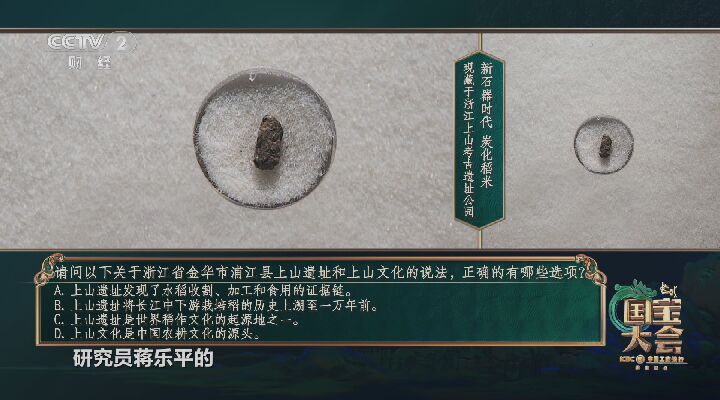 CCTV 2
财经
新石器时代 炭化稻米
现藏于浙江上山考古遗址公园
请问以下关于浙江省金华市浦江县上山遗址和上山文化的说法，正确的有哪些选项？
A. 上山遗址发现了水稻收割、加工和食用的证据链。
B. 上山遗址将长江中下游栽培稻的历史上溯至一万年前。
C. 上山遗址是世界稻作文化的起源地之一。
D. 上山文化是中国农耕文化的源头。
国宝
大会
研究员蒋乐平的